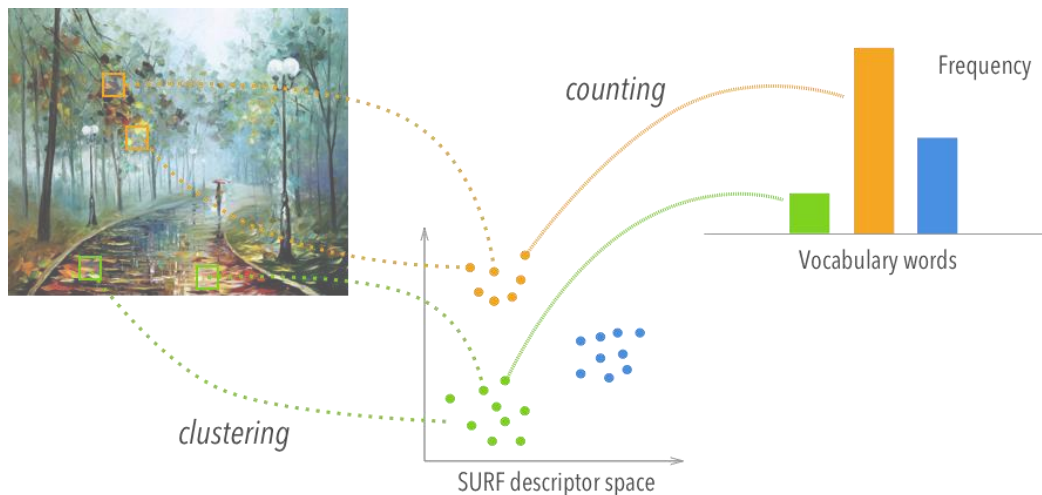 counting
Frequency
Vocabulary words
clustering
SURF descriptor space